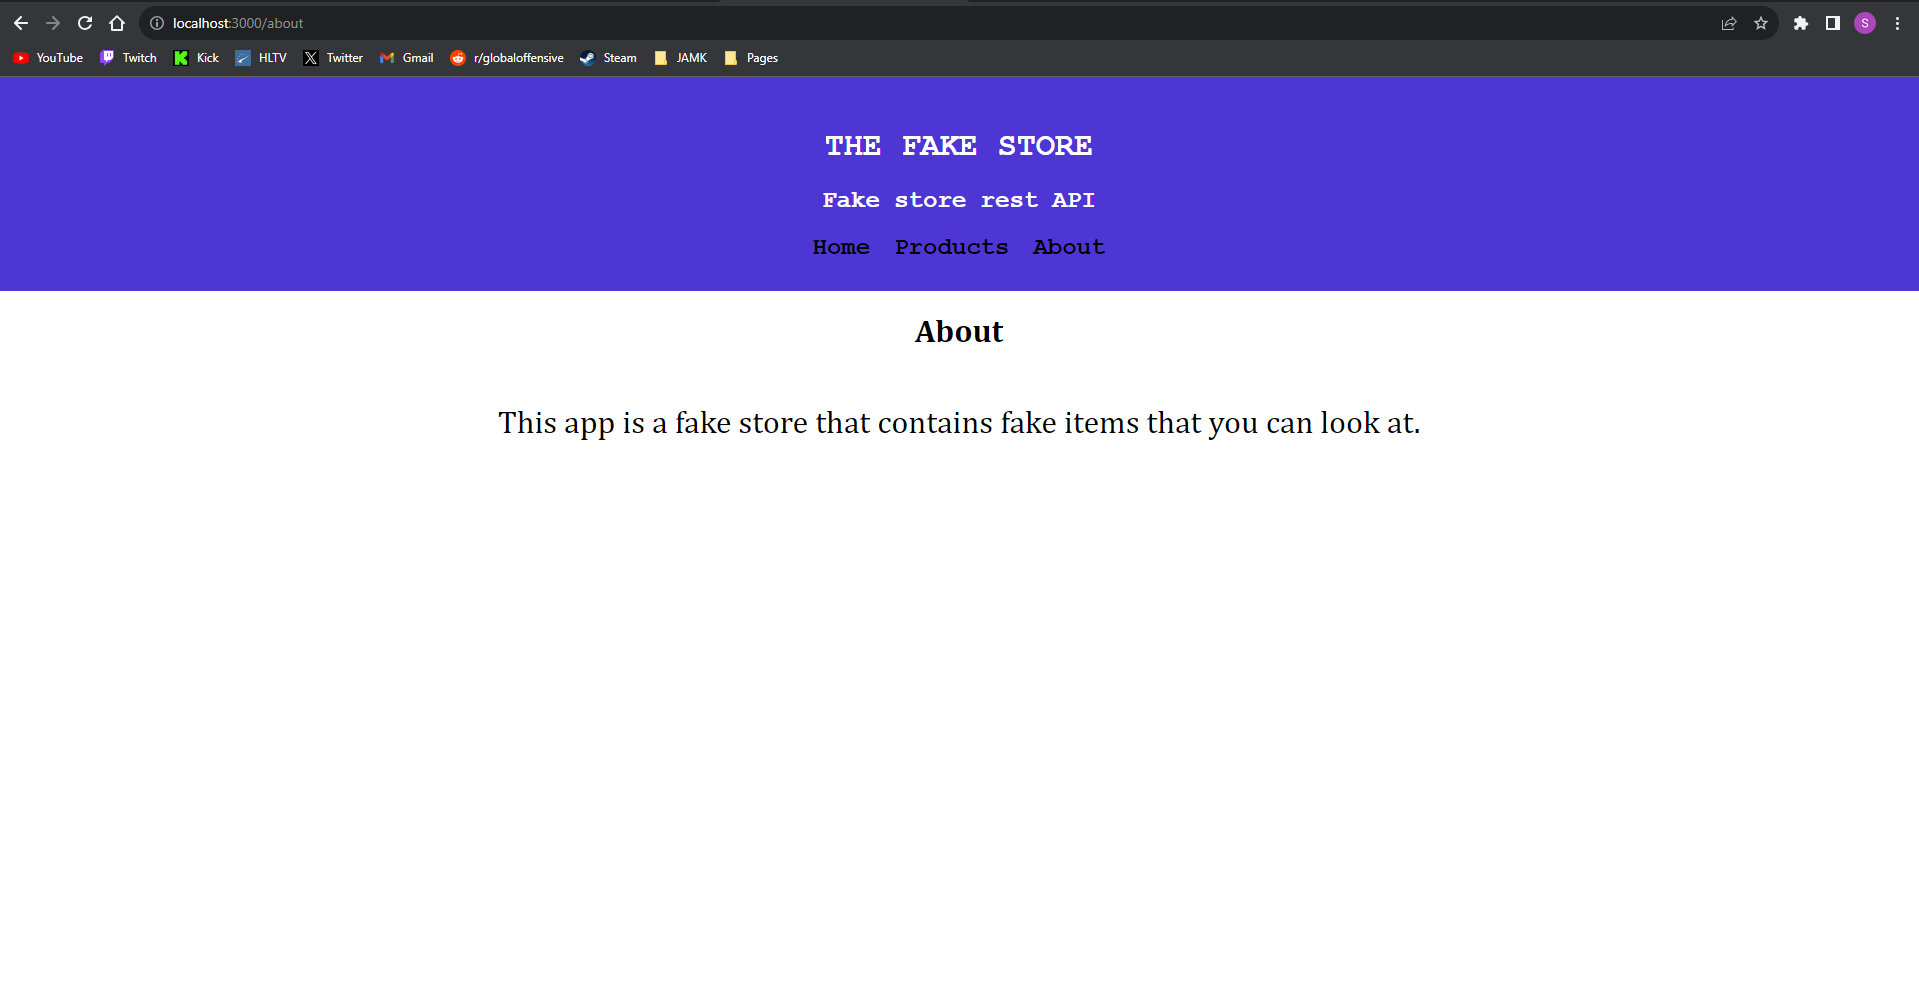 localhost:3000/about
YouTube Twitch Kick HLTV Twitter Gmail r/globaloffensive Steam JAMK Pages
S
THE FAKE STORE
Fake store rest API
Home Products About
About
This app is a fake store that contains fake items that you can look at.